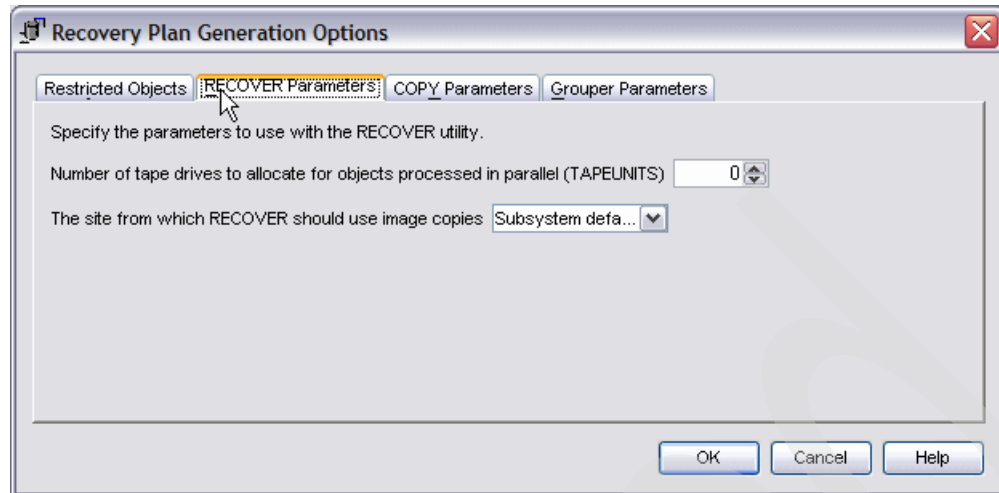 Recovery Plan Generation Options
Restricted Objects RECOVER Parameters COPY Parameters Grouper Parameters
Specify the parameters to use with the RECOVER utility.
Number of tape drives to allocate for objects processed in parallel (TAPEUNITS) 0
The site from which RECOVER should use image copies Subsystem defa...
OK Cancel Help